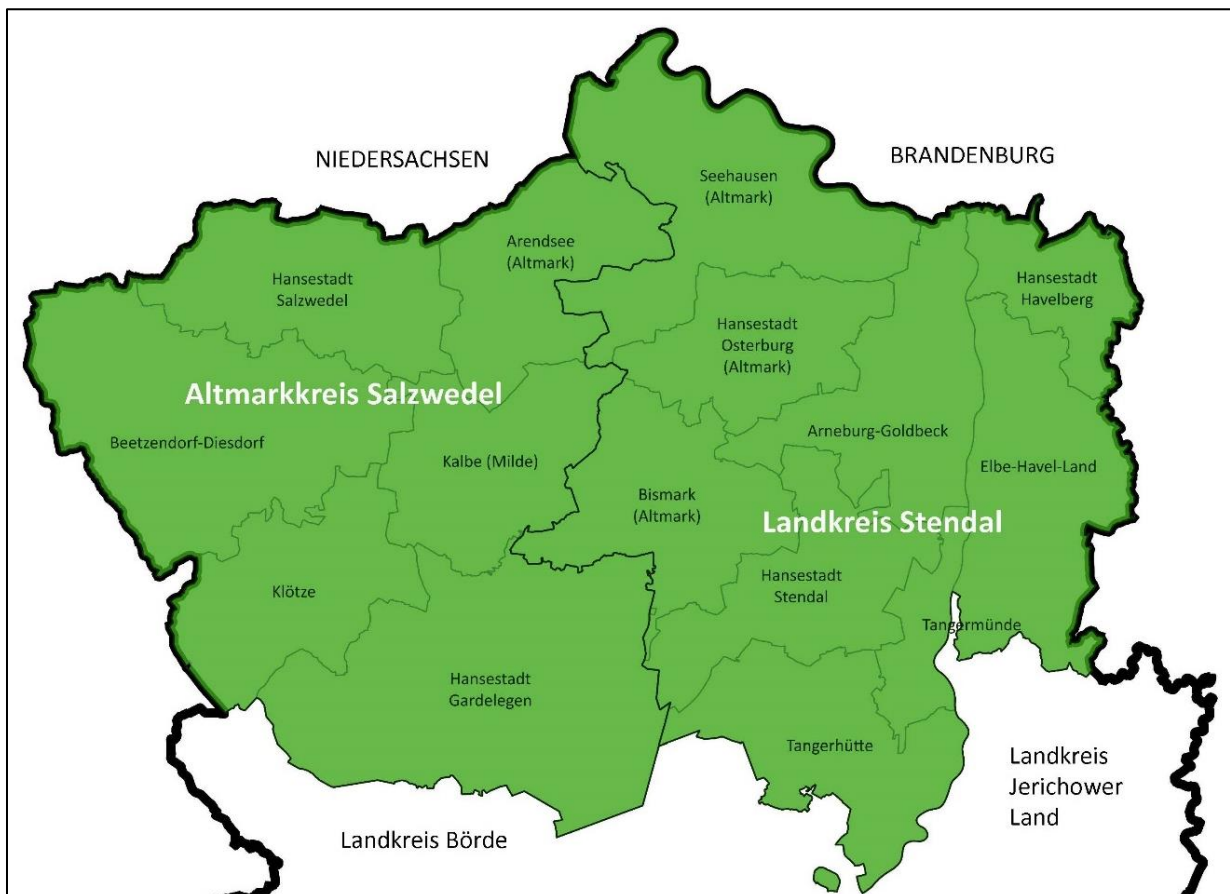 NIEDERSACHSEN
BRANDENBURG
Seehausen
(Altmark)
Arendsee
(Altmark)
Hansestadt
Salzwedel
Hansestadt
Havelberg
Hansestadt
Osterburg
(Altmark)
Altmarkkreis Salzwedel
Beetzendorf-Diesdorf
Arneburg-Goldbeck
Kalbe (Milde)
Elbe-Havel-Land
Bismark
(Altmark)
Landkreis Stendal
Klötze
Hansestadt
Stendal
Tangermünde
Hansestadt
Gardelegen
Tangerhütte
Landkreis
Jerichower
Land
Landkreis Börde